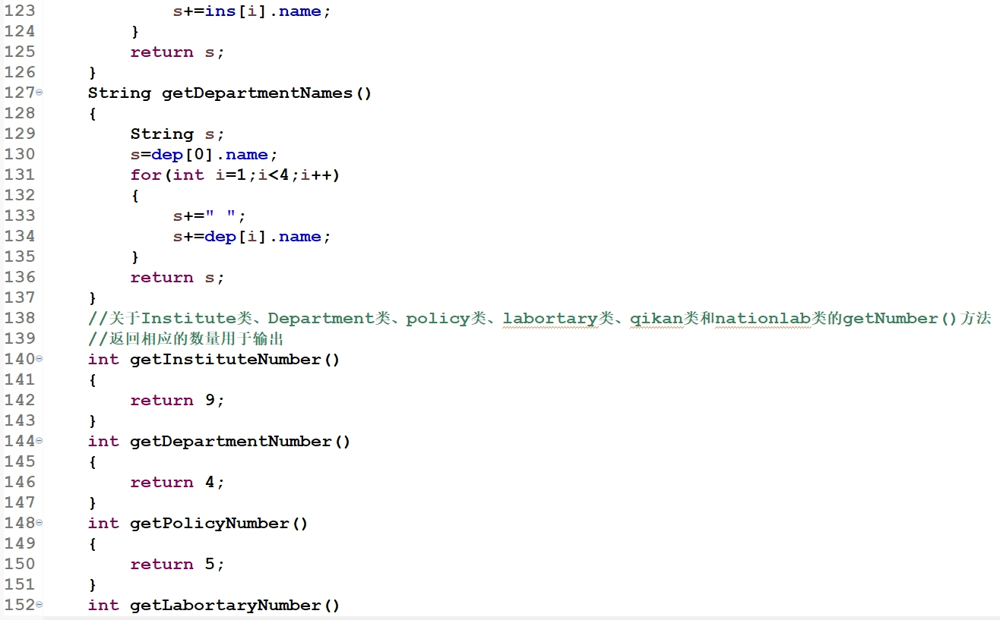 123            s+=ins[i].name;
124        }
125        return s;
126    }
127    String getDepartmentNames()
128    {
129        String s;
130        s=dep[0].name;
131        for(int i=1;i<4;i++)
132        {
133            s+=" ";
134            s+=dep[i].name;
135        }
136        return s;
137    }
138    //关于Institute类、Department类、policy类、labortary类、qikan类和nationlab类的getNumber()方法
139    //返回相应的数量用于输出
140    int getInstituteNumber()
141    {
142        return 9;
143    }
144    int getDepartmentNumber()
145    {
146        return 4;
147    }
148    int getPolicyNumber()
149    {
150        return 5;
151    }
152    int getLabortaryNumber()